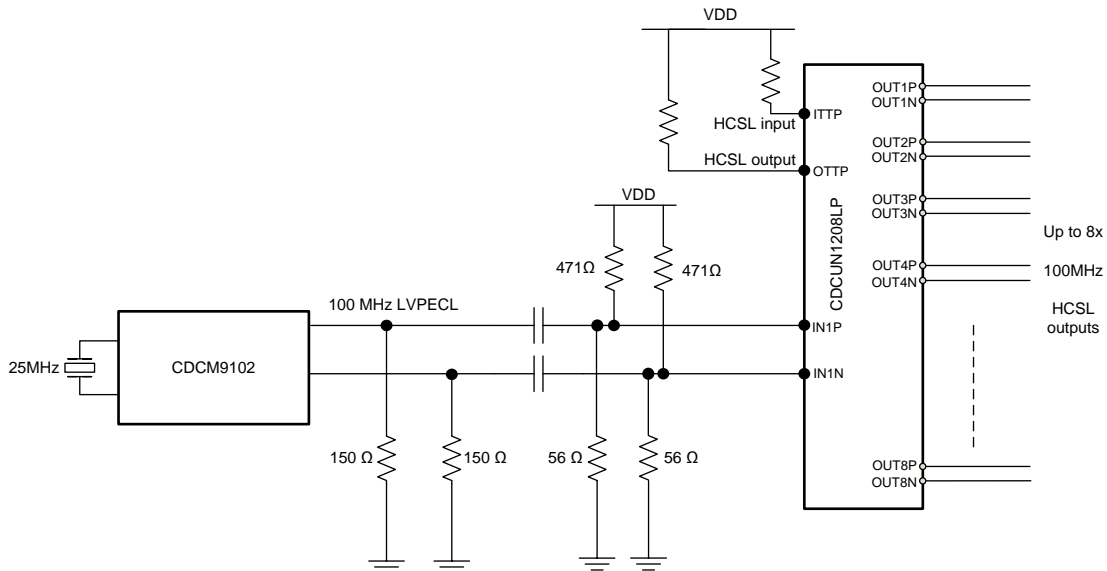 VDD
HCSL input
HCSL output
VDD
471Ω
471Ω
100 MHz LVPECL
25MHz
CDCM9102
150 Ω
150 Ω
56 Ω
56 Ω
ITTP
OTTP
IN1P
IN1N
CDCUN1208LP
OUT1P
OUT1N
OUT2P
OUT2N
OUT3P
OUT3N
OUT4P
OUT4N
OUT8P
OUT8N
Up to 8x
100MHz
HCSL
outputs